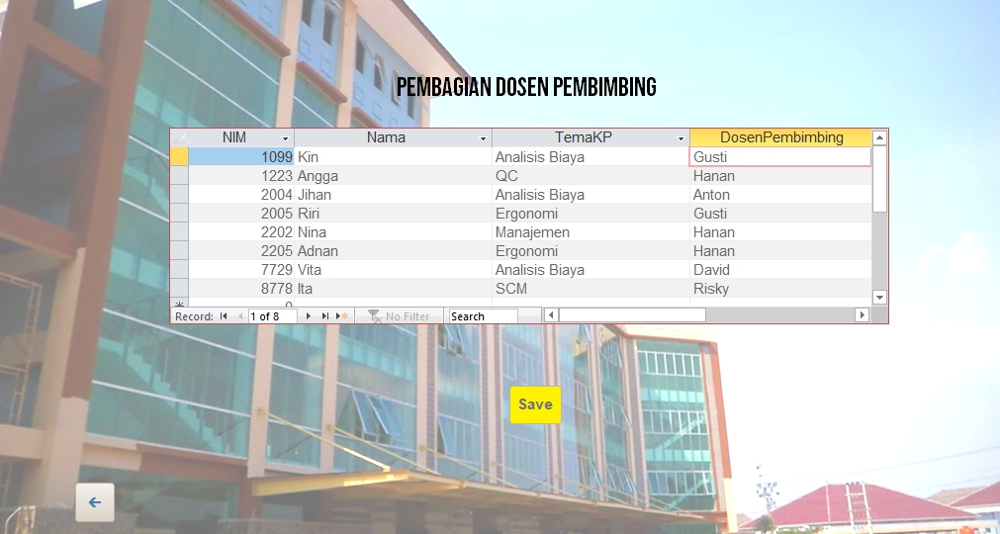 PEMBAGIAN DOSEN PEMBIMBING
NIM Nama TemaKP DosenPembimbing
1099 Kin Analisis Biaya Gusti
1223 Angga QC Hanan
2004 Jihan Analisis Biaya Anton
2005 Riri Ergonomi Gusti
2202 Nina Manajemen Hanan
2205 Adnan Ergonomi Hanan
7729 Vita Analisis Biaya David
8778 Ita SCM Risky
0
Record: 1 of 8 No Filter Search
Save